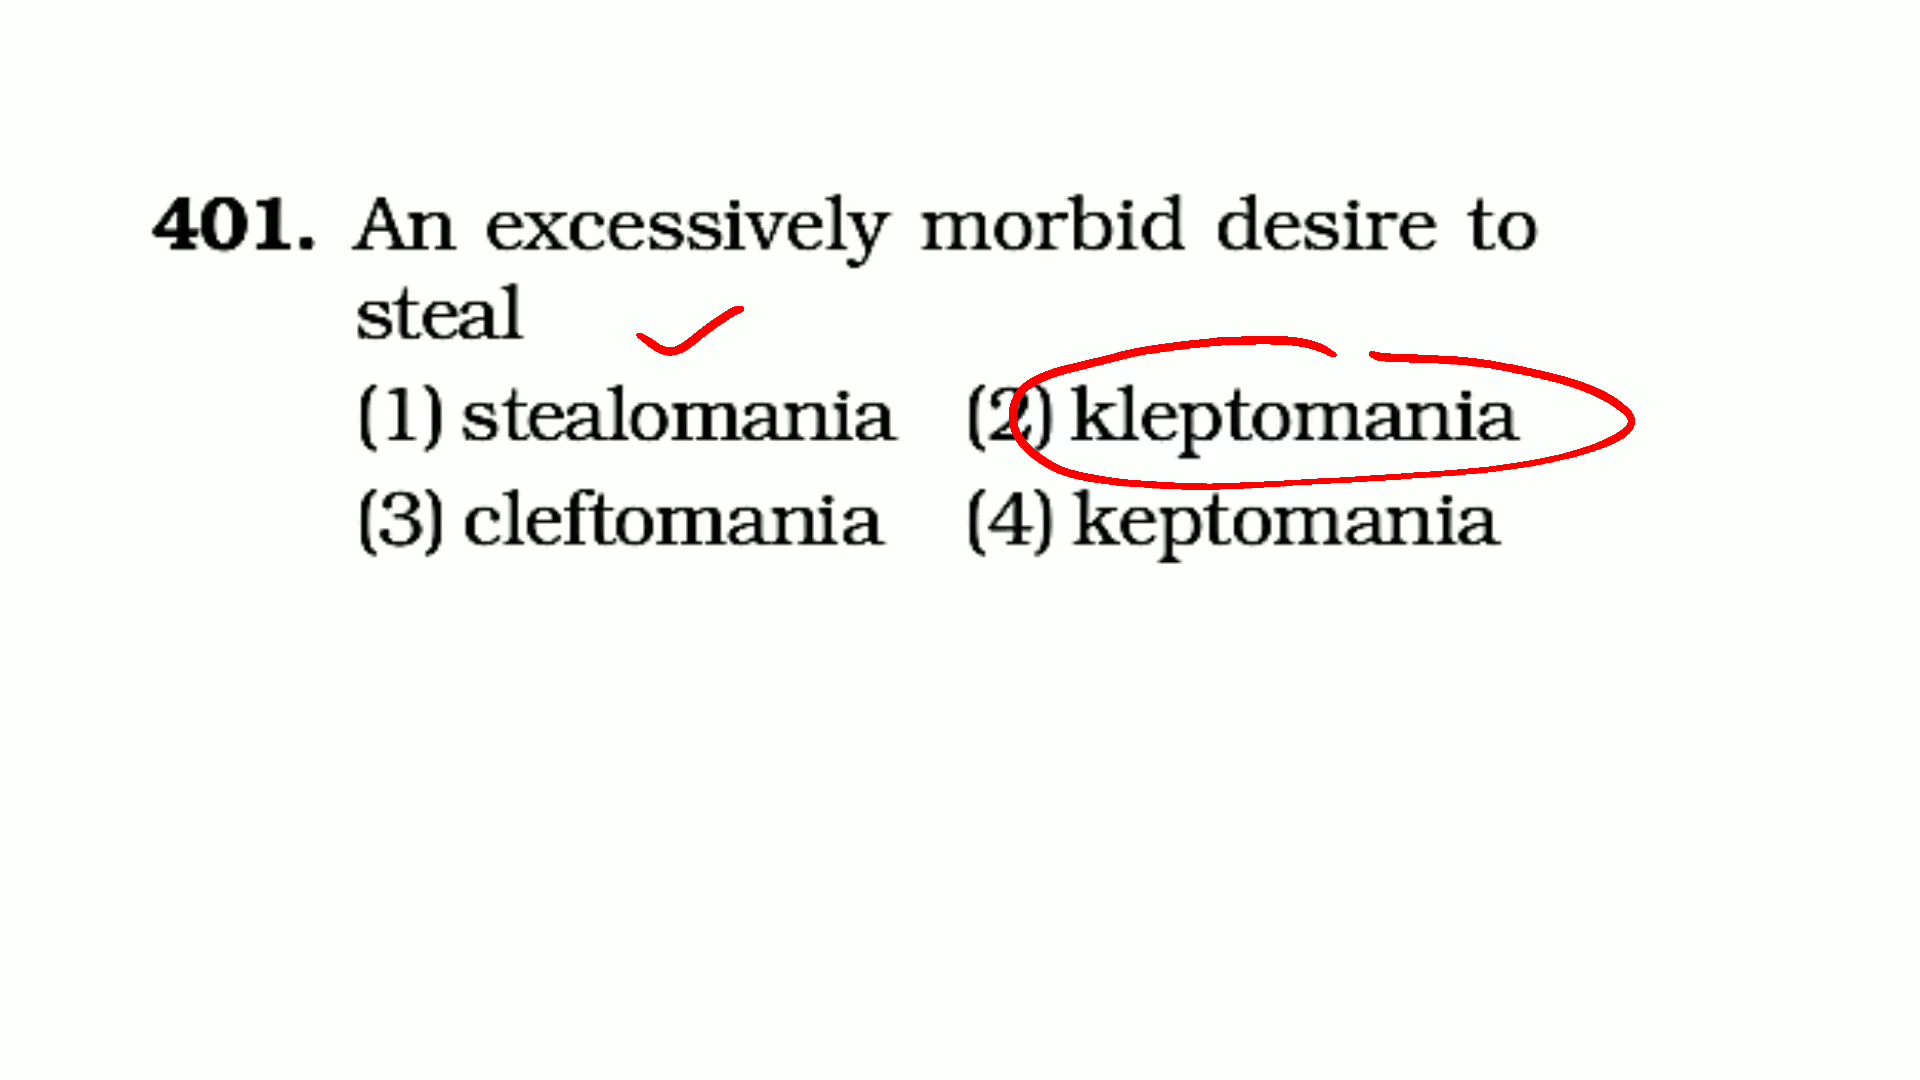 401. An excessively morbid desire to
steal
(1) stealomania (2) kleptomania
(3) cleftomania (4) keptomania